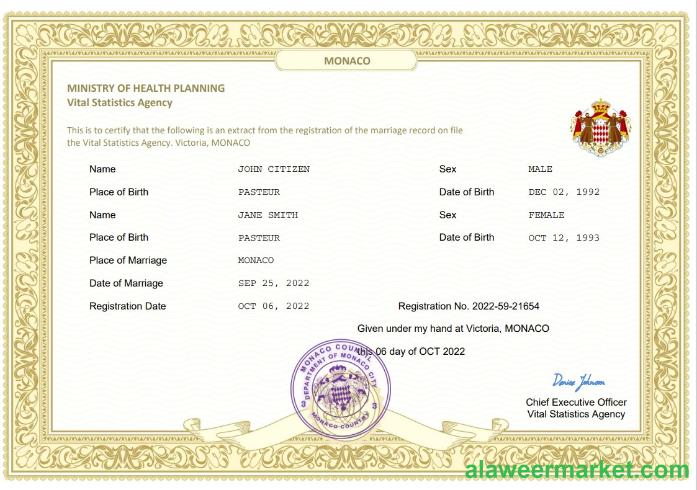 MONACO
MINISTRY OF HEALTH PLANNING
Vital Statistics Agency
This is to certify that the following is an extract from the registration of the marriage record on file
the Vital Statistics Agency. Victoria, MONACO
Name JOHN CITIZEN Sex MALE
Place of Birth PASTEUR Date of Birth DEC 02, 1992
Name JANE SMITH Sex FEMALE
Place of Birth PASTEUR Date of Birth OCT 12, 1993
Place of Marriage MONACO
Date of Marriage SEP 25, 2022
Registration Date OCT 06, 2022 Registration No. 2022-59-21654
Given under my hand at Victoria, MONACO
this 06 day of OCT 2022
MONACO COUNCIL
DEPARTMENT OF MONACO CITY
MONACO COUNTRY
Denise Johnson
Chief Executive Officer
Vital Statistics Agency
alaweermarket.com